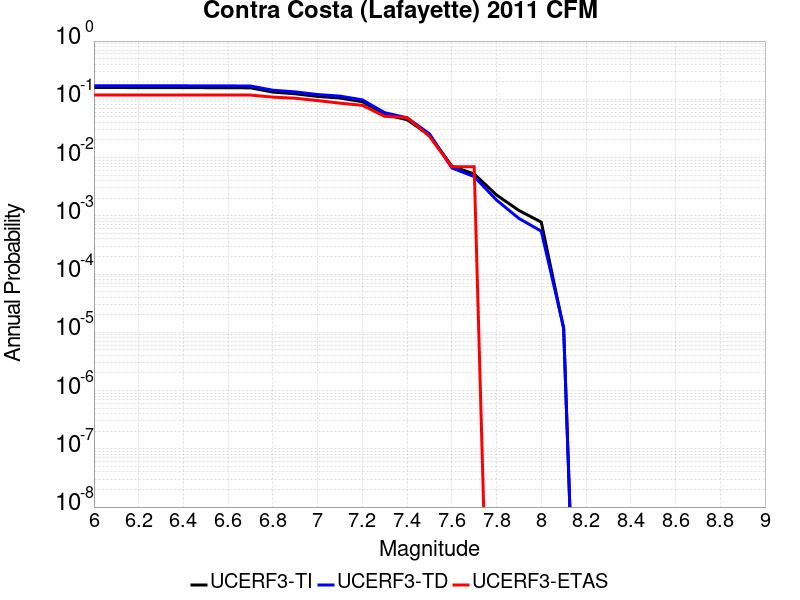 Contra Costa (Lafayette) 2011 CFM
10^0
10^-1
10^-2
10^-3
10^-4
10^-5
10^-6
10^-7
10^-8
Annual Probability
6 6.2 6.4 6.6 6.8 7 7.2 7.4 7.6 7.8 8 8.2 8.4 8.6 8.8 9
Magnitude
UCERF3-TI UCERF3-TD UCERF3-ETAS